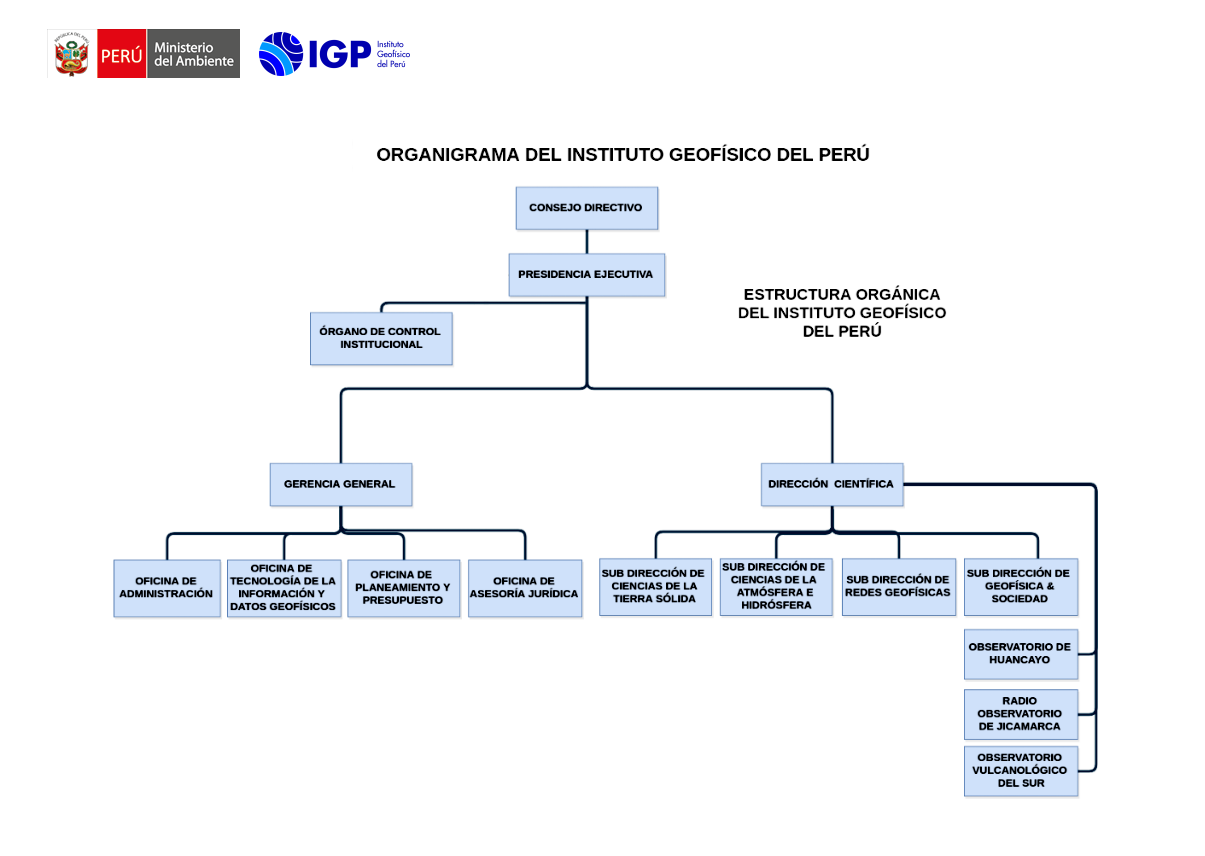 REPÚBLICA DEL PERÚ
PERÚ
Ministerio
del Ambiente
IGP
Instituto
Geofísico
del Perú
ORGANIGRAMA DEL INSTITUTO GEOFÍSICO DEL PERÚ
CONSEJO DIRECTIVO
PRESIDENCIA EJECUTIVA
ESTRUCTURA ORGÁNICA
DEL INSTITUTO GEOFÍSICO
DEL PERÚ
ÓRGANO DE CONTROL
INSTITUCIONAL
GERENCIA GENERAL
DIRECCIÓN CIENTÍFICA
OFICINA DE
ADMINISTRACIÓN
OFICINA DE
TECNOLOGÍA DE LA
INFORMACIÓN Y
DATOS GEOFÍSICOS
OFICINA DE
PLANEAMIENTO Y
PRESUPUESTO
OFICINA DE
ASESORÍA JURÍDICA
SUB DIRECCIÓN DE
CIENCIAS DE LA
TIERRA SÓLIDA
SUB DIRECCIÓN DE
CIENCIAS DE LA
ATMÓSFERA E
HIDRÓSFERA
SUB DIRECCIÓN DE
REDES GEOFÍSICAS
SUB DIRECCIÓN DE
GEOFÍSICA &
SOCIEDAD
OBSERVATORIO DE
HUANCAYO
RADIO
OBSERVATORIO
DE JICAMARCA
OBSERVATORIO
VULCANOLÓGICO
DEL SUR